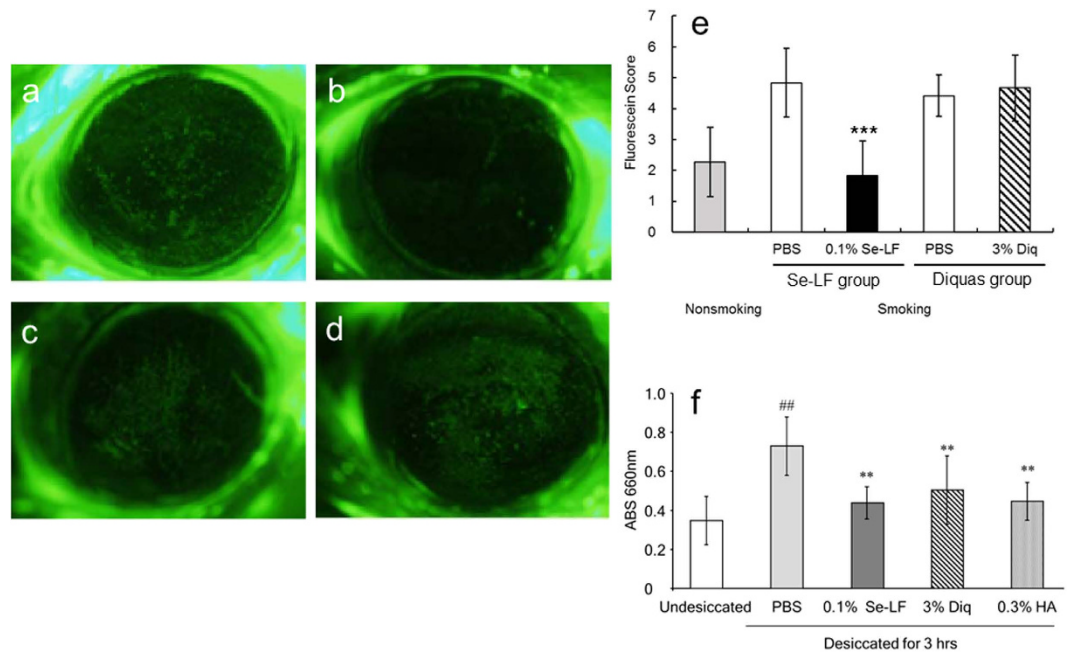 a
b
c
d
e
Fluorescein Score
7
6
5
4
3
2
1
0
***
PBS 0.1% Se-LF PBS 3% Diq
Se-LF group Diquas group
Nonsmoking Smoking
f
ABS 660nm
1.0
0.8
0.6
0.4
0.2
0
##
**
**
**
Undesiccated PBS 0.1% Se-LF 3% Diq 0.3% HA
Desiccated for 3 hrs